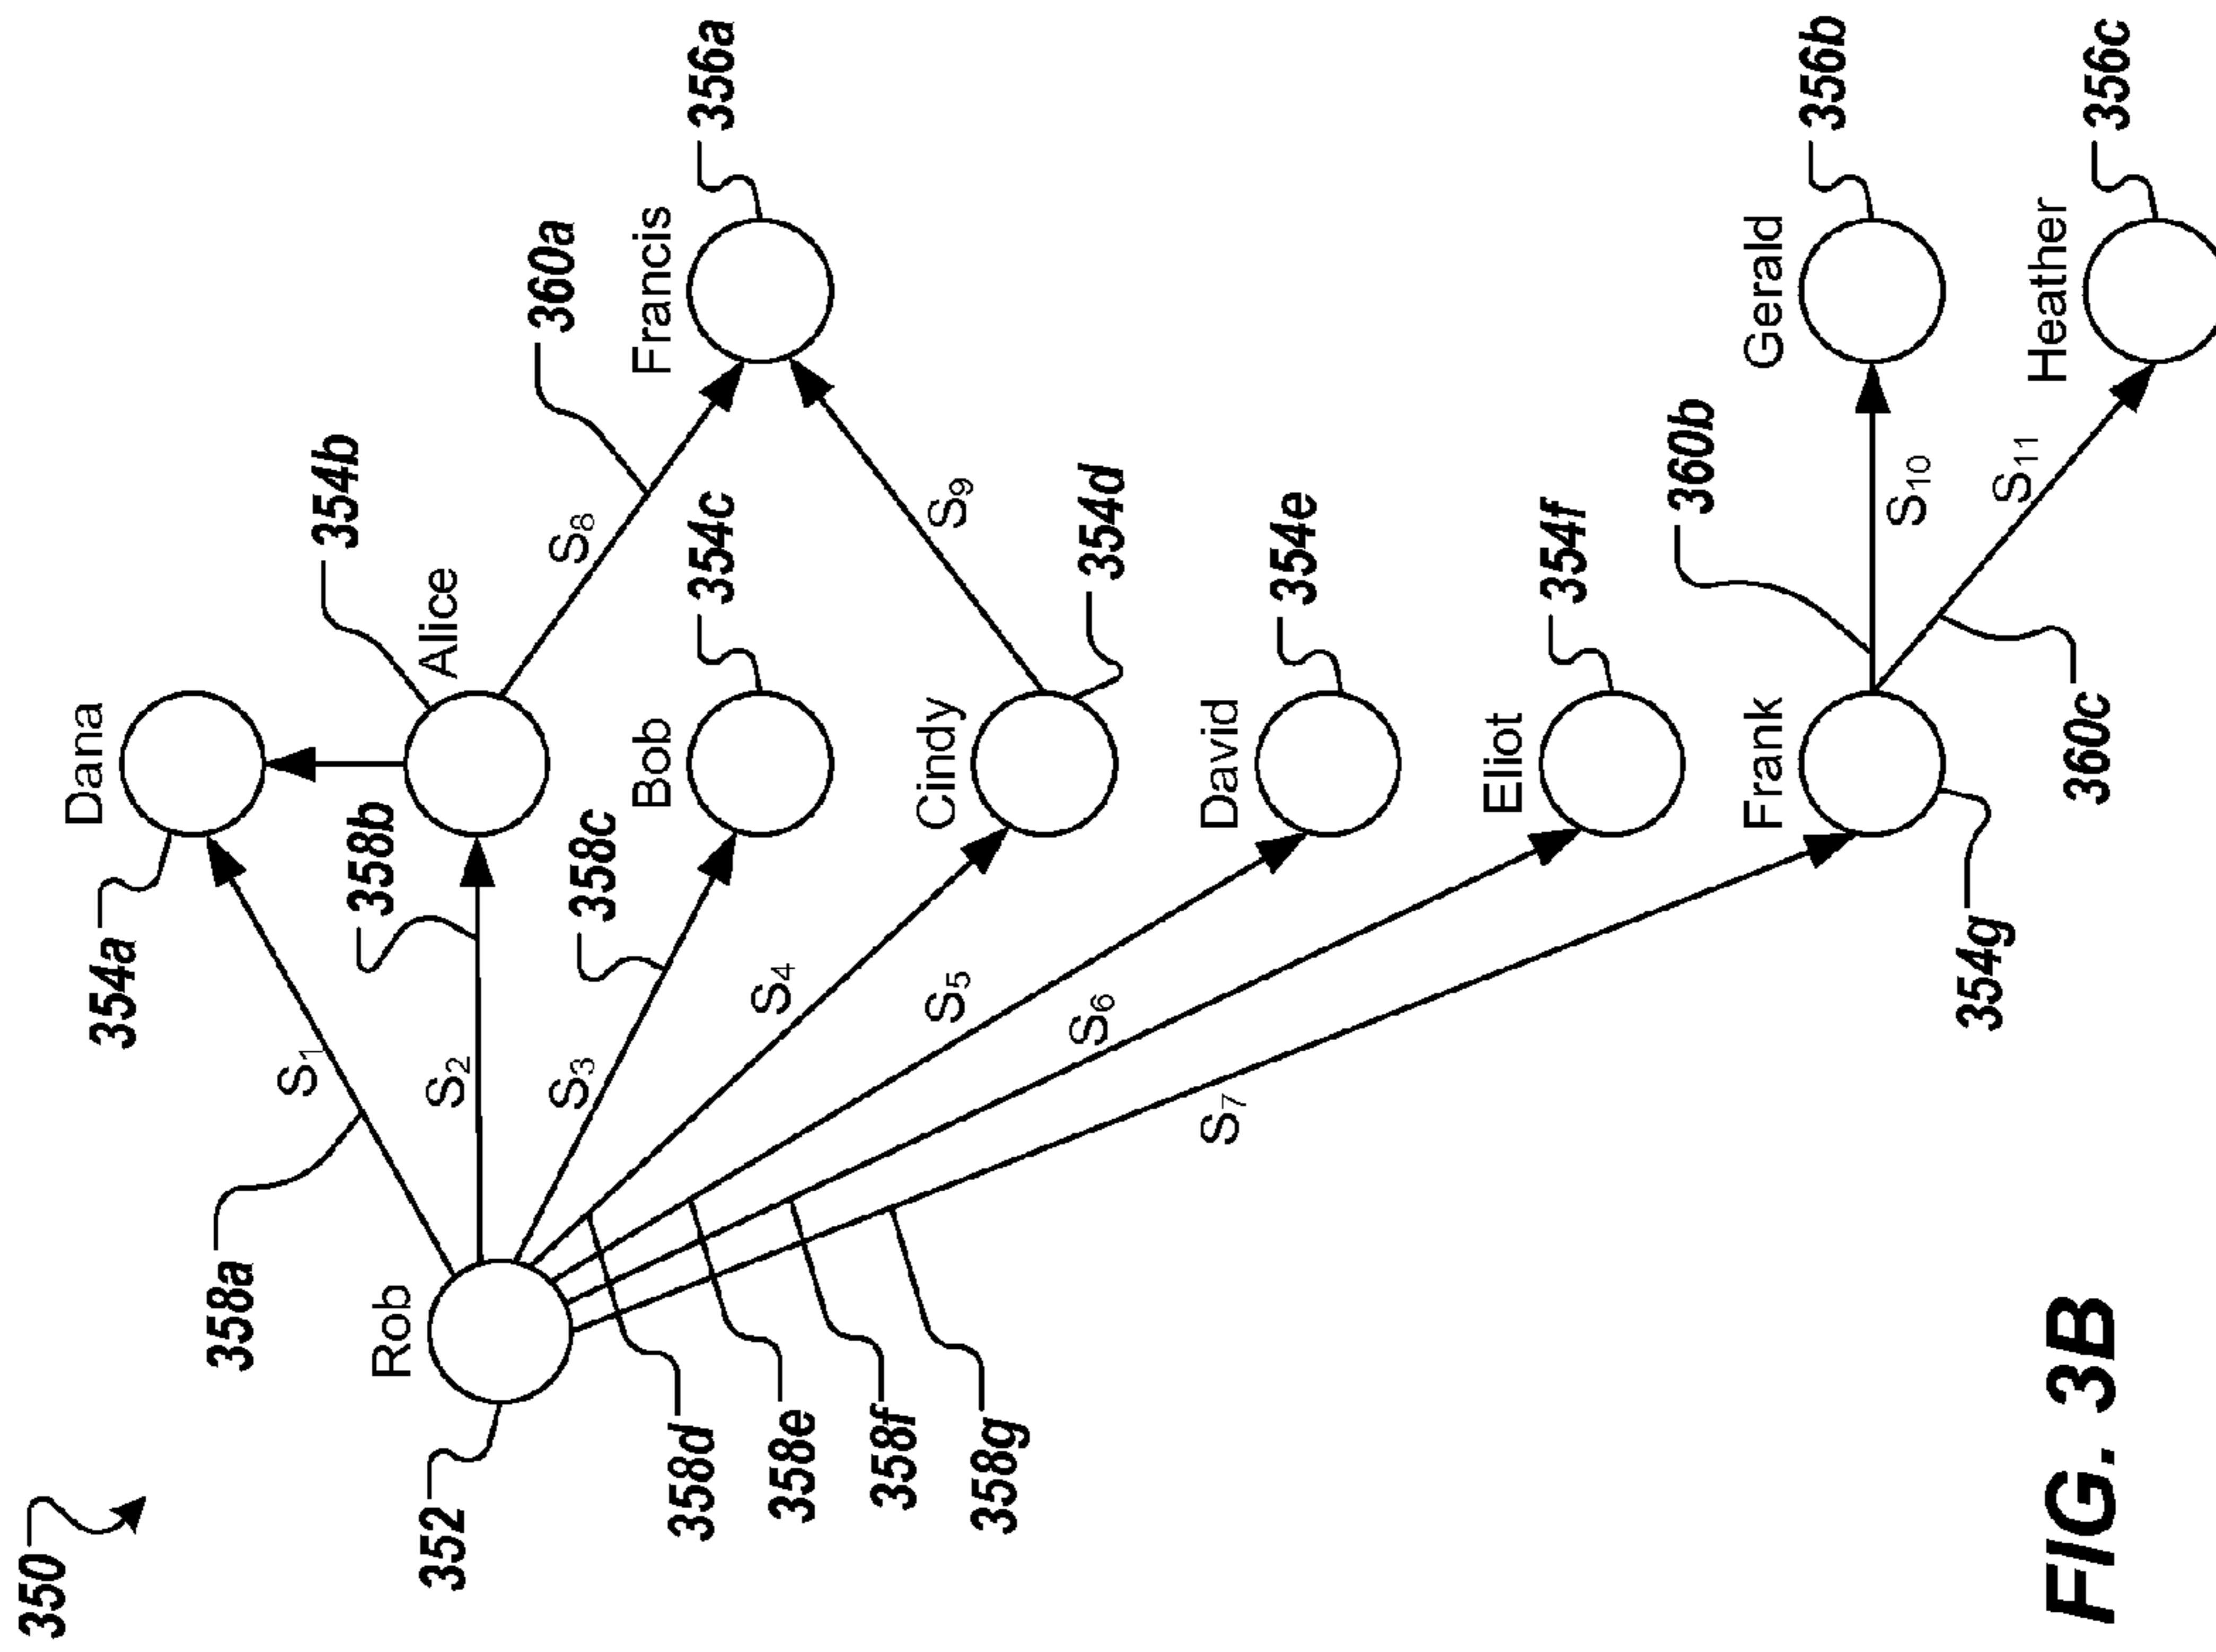 350
352
Rob
358a
358d
358e
358f
358g
S1
S2
S3
S4
S5
S6
S7
354a
358b
358c
Dana
Alice
Bob
Cindy
David
Eliot
Frank
354g
354b
354c
354d
354e
354f
360c
S8
S9
S10
S11
360a
360b
Francis
Gerald
Heather
356a
356b
356c
FIG. 3B